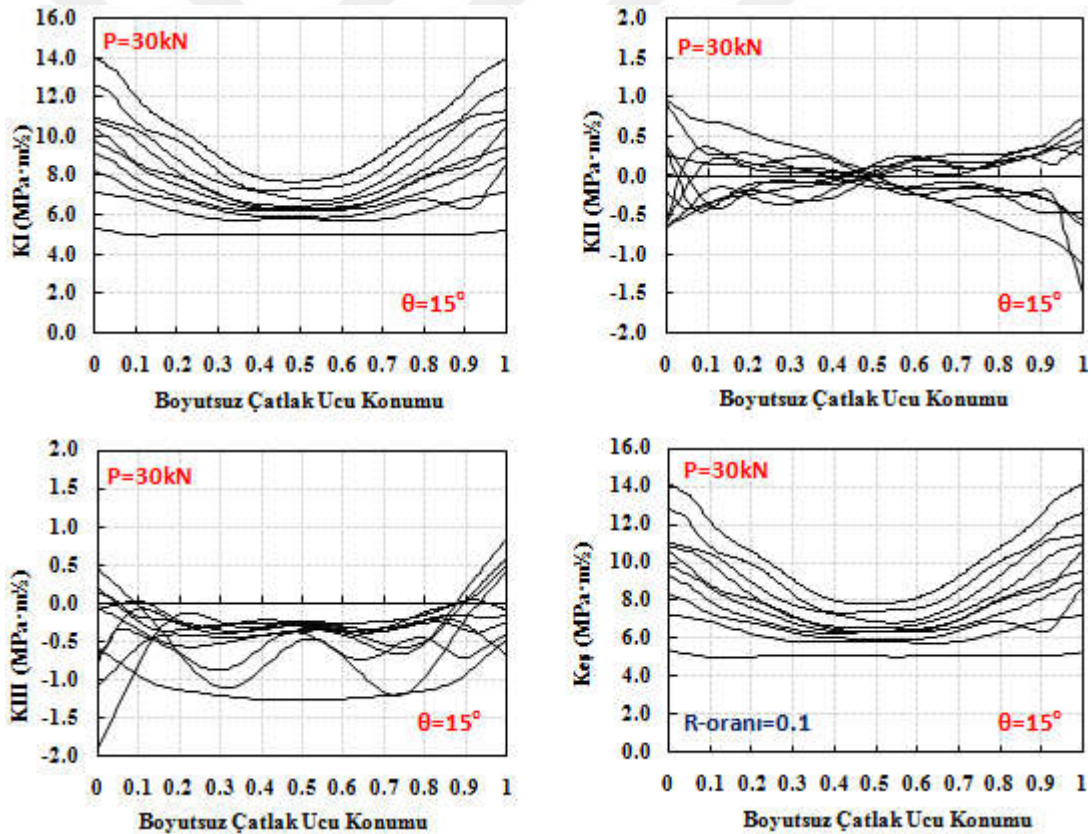 KI (MPa·m½)
16.0
14.0
12.0
10.0
8.0
6.0
4.0
2.0
0.0
P=30kN
θ=15°
0 0.1 0.2 0.3 0.4 0.5 0.6 0.7 0.8 0.9 1
Boyutsuz Çatlak Ucu Konumu
KII (MPa·m½)
2.0
1.5
1.0
0.5
0.0
-0.5
-1.0
-1.5
-2.0
P=30kN
θ=15°
0 0.1 0.2 0.3 0.4 0.5 0.6 0.7 0.8 0.9 1
Boyutsuz Çatlak Ucu Konumu
KIII (MPa·m½)
2.0
1.5
1.0
0.5
0.0
-0.5
-1.0
-1.5
-2.0
P=30kN
θ=15°
0 0.1 0.2 0.3 0.4 0.5 0.6 0.7 0.8 0.9 1
Boyutsuz Çatlak Ucu Konumu
Keş (MPa·m½)
16.0
14.0
12.0
10.0
8.0
6.0
4.0
2.0
0.0
P=30kN
R-oranı=0.1
θ=15°
0 0.1 0.2 0.3 0.4 0.5 0.6 0.7 0.8 0.9 1
Boyutsuz Çatlak Ucu Konumu